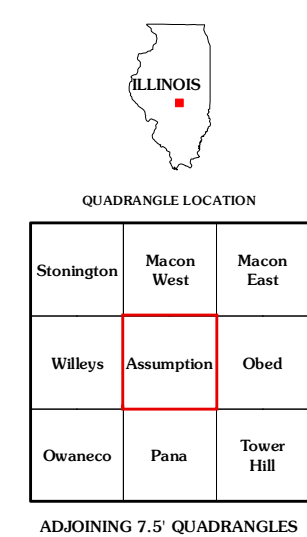 ILLINOIS
QUADRANGLE LOCATION
Stonington
Macon
West
Macon
East
Willeys
Assumption
Obed
Owaneco
Pana
Tower
Hill
ADJOINING 7.5' QUADRANGLES